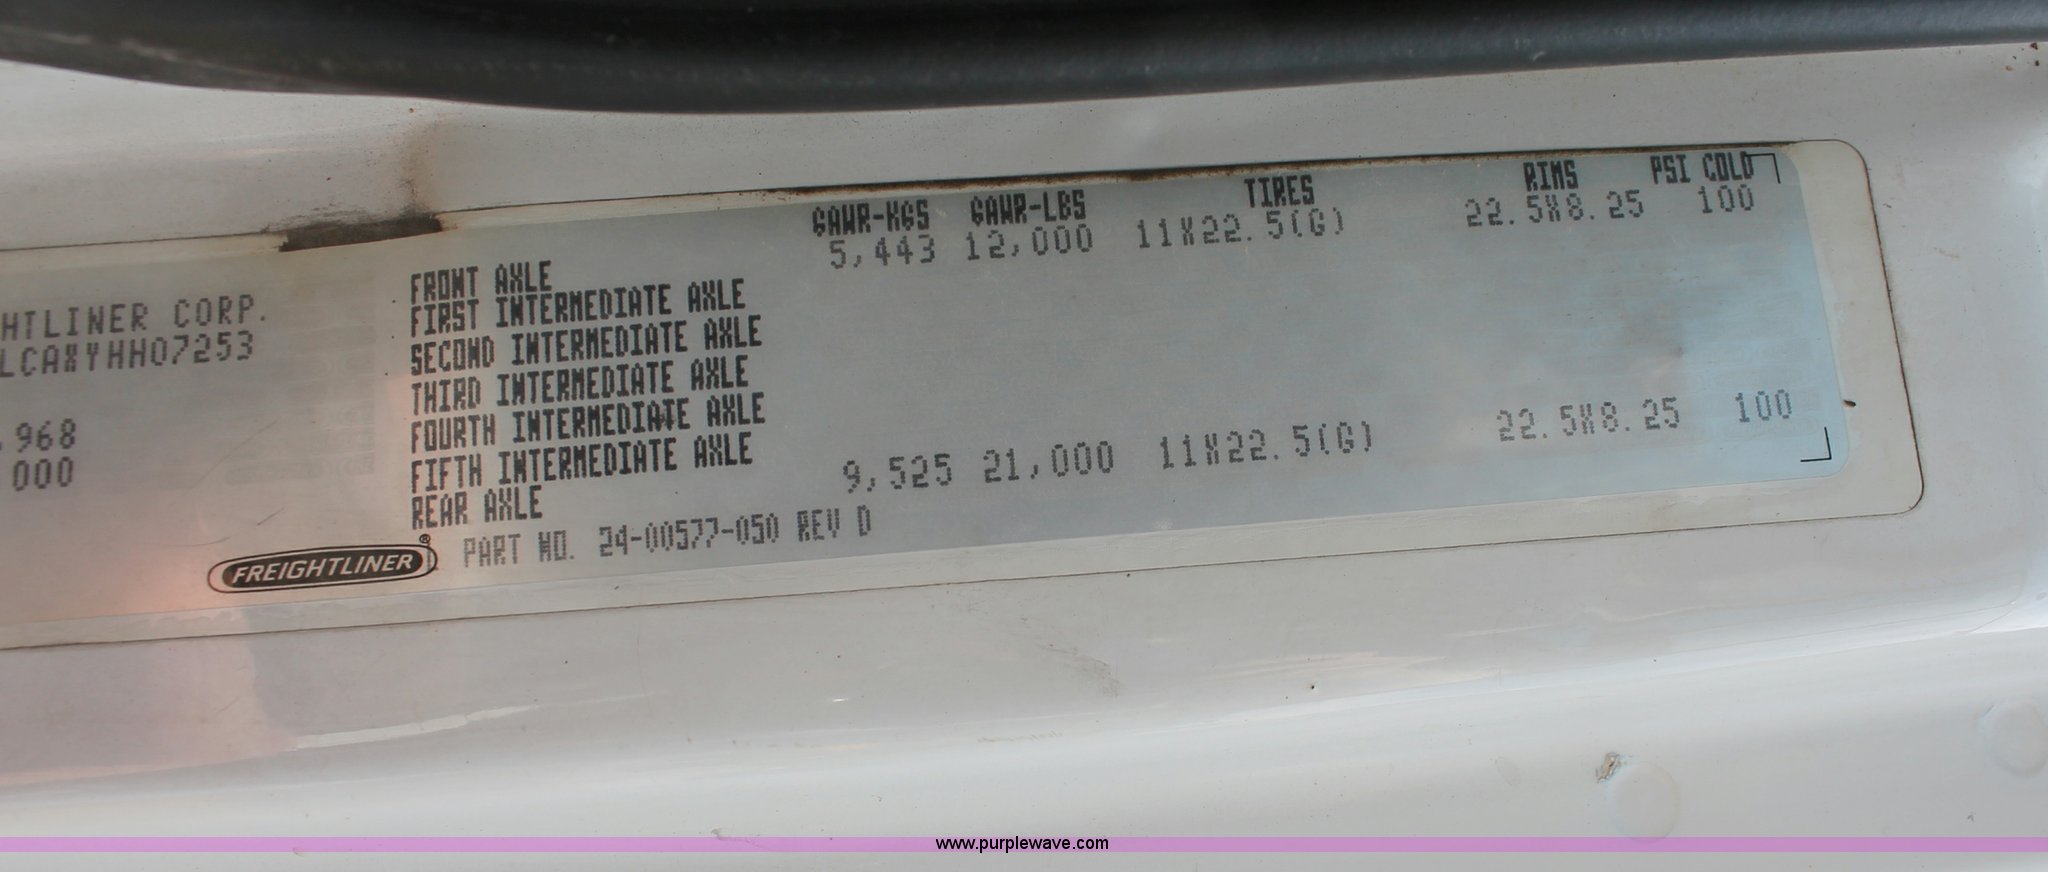 HTLINER CORP.
LCAXYHH07253
.968
000
GAWR-KGS GAWR-LBS TIRES RIMS PSI COLD
FRONT AXLE 5,443 12,000 11X22.5(G) 22.5X8.25 100
FIRST INTERMEDIATE AXLE
SECOND INTERMEDIATE AXLE
THIRD INTERMEDIATE AXLE
FOURTH INTERMEDIATE AXLE
FIFTH INTERMEDIATE AXLE
REAR AXLE 9,525 21,000 11X22.5(G) 22.5X8.25 100
FREIGHTLINER® PART NO. 24-00577-050 REV D
www.purplewave.com